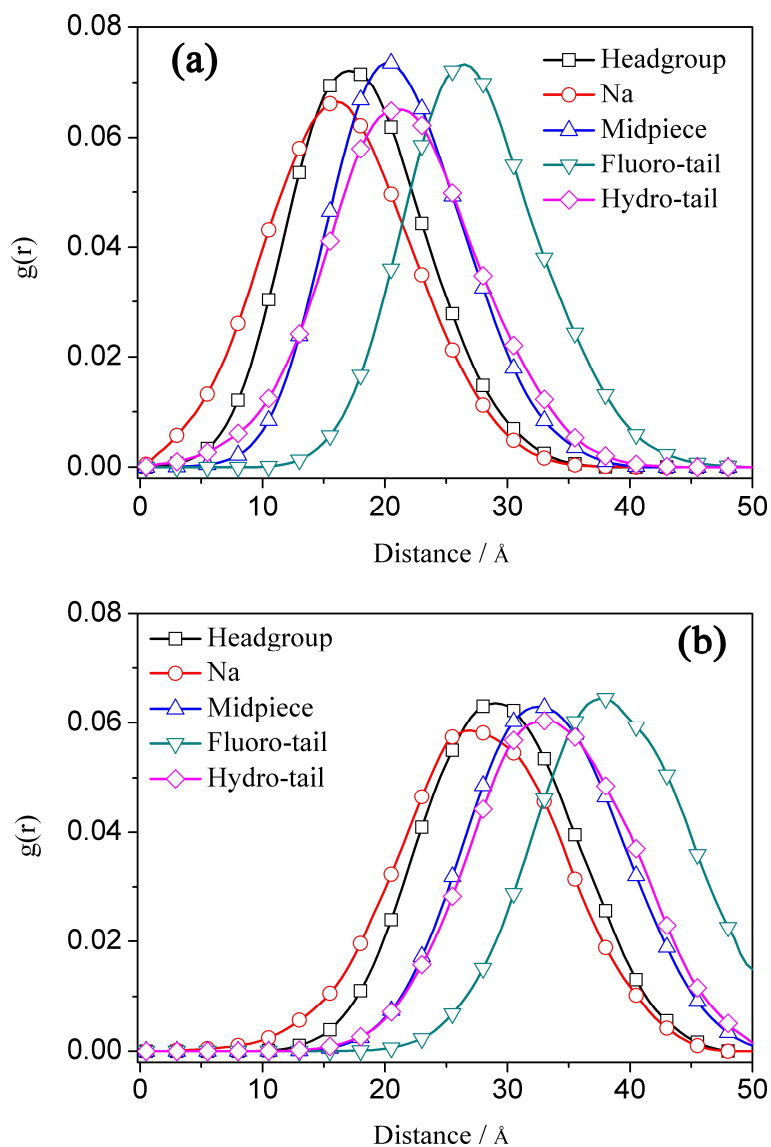 (a)
Headgroup
Na
Midpiece
Fluoro-tail
Hydro-tail
g(r)
0.08
0.06
0.04
0.02
0.00
0 10 20 30 40 50
Distance / Å
(b)
Headgroup
Na
Midpiece
Fluoro-tail
Hydro-tail
g(r)
0.08
0.06
0.04
0.02
0.00
0 10 20 30 40 50
Distance / Å